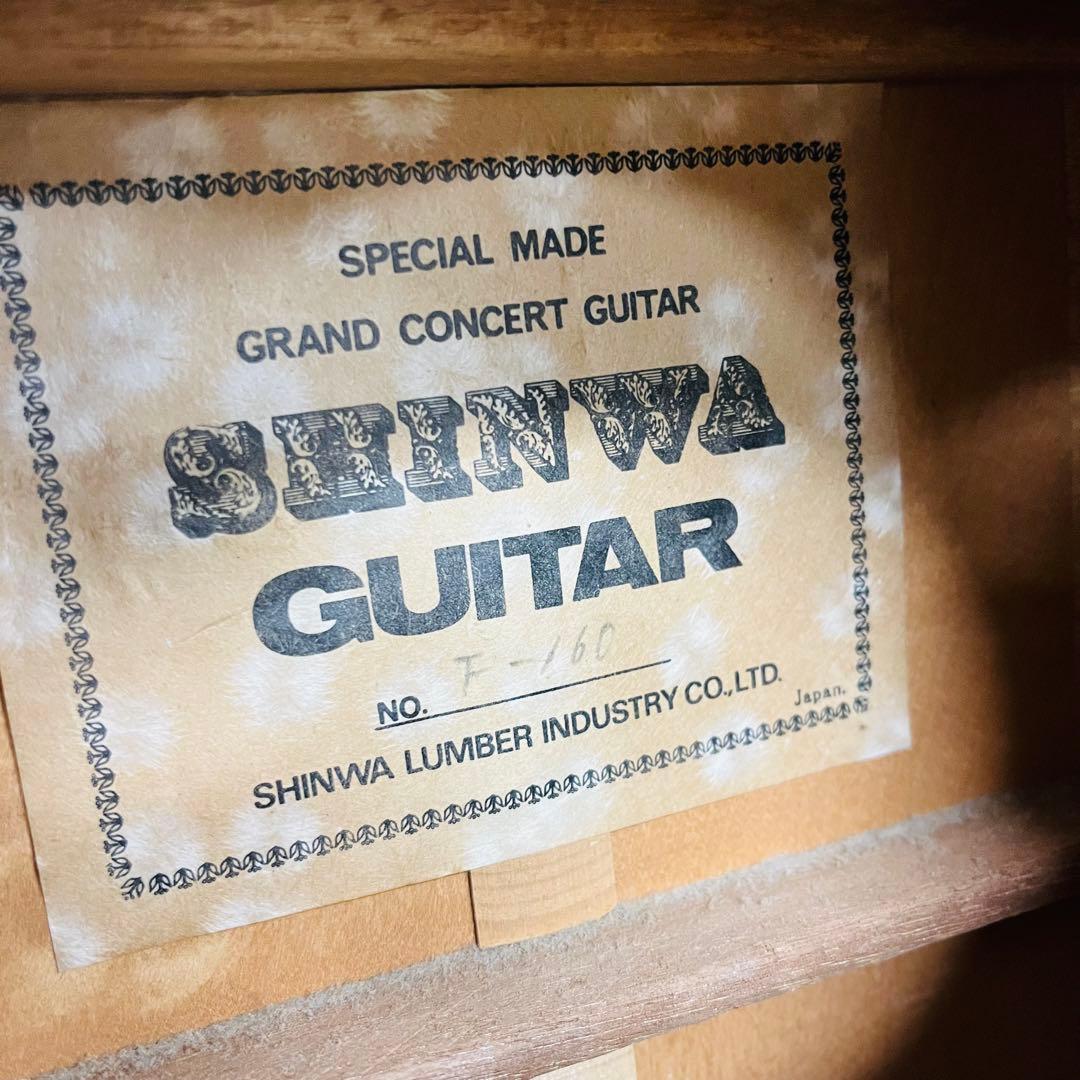 SPECIAL MADE
GRAND CONCERT GUITAR
SHINWA
GUITAR
NO. F-160
SHINWA LUMBER INDUSTRY CO.,LTD.
Japan.